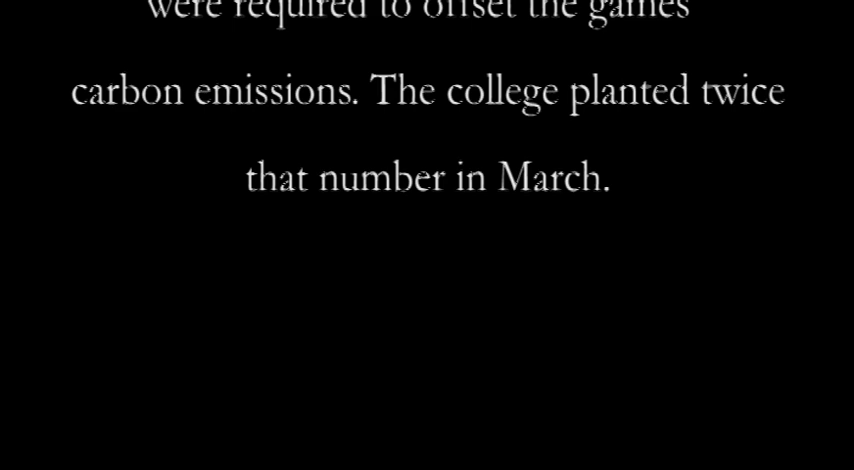 were required to offset the games
carbon emissions. The college planted twice
that number in March.